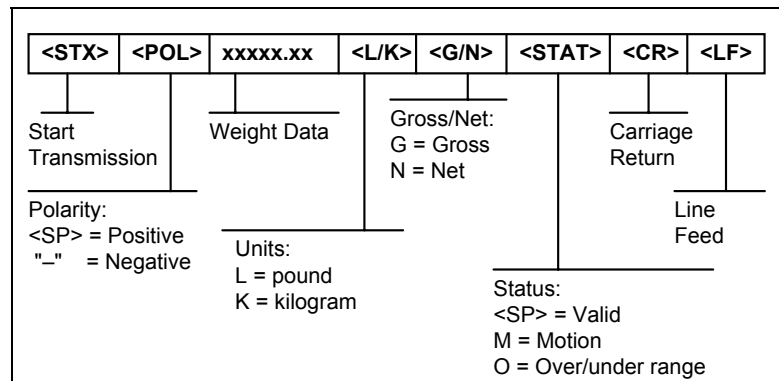 <STX> <POL> xxxxx.xx <L/K> <G/N> <STAT> <CR> <LF>
Start
Transmission
Weight Data
Gross/Net:
G = Gross
N = Net
Carriage
Return
Polarity:
<SP> = Positive
"–" = Negative
Units:
L = pound
K = kilogram
Line
Feed
Status:
<SP> = Valid
M = Motion
O = Over/under range